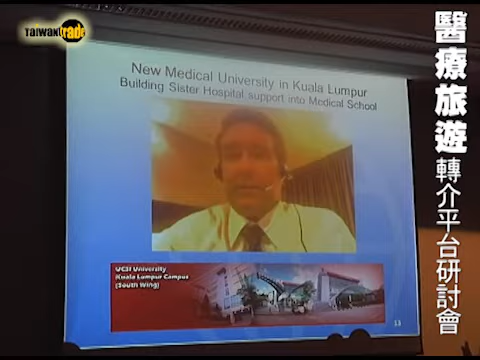 TAIWANTRADE
New Medical University in Kuala Lumpur
Building Sister Hospital support into Medical School
UCSI University
Kuala Lumpur Campus
(South Wing)
13
醫療旅遊轉介平台研討會